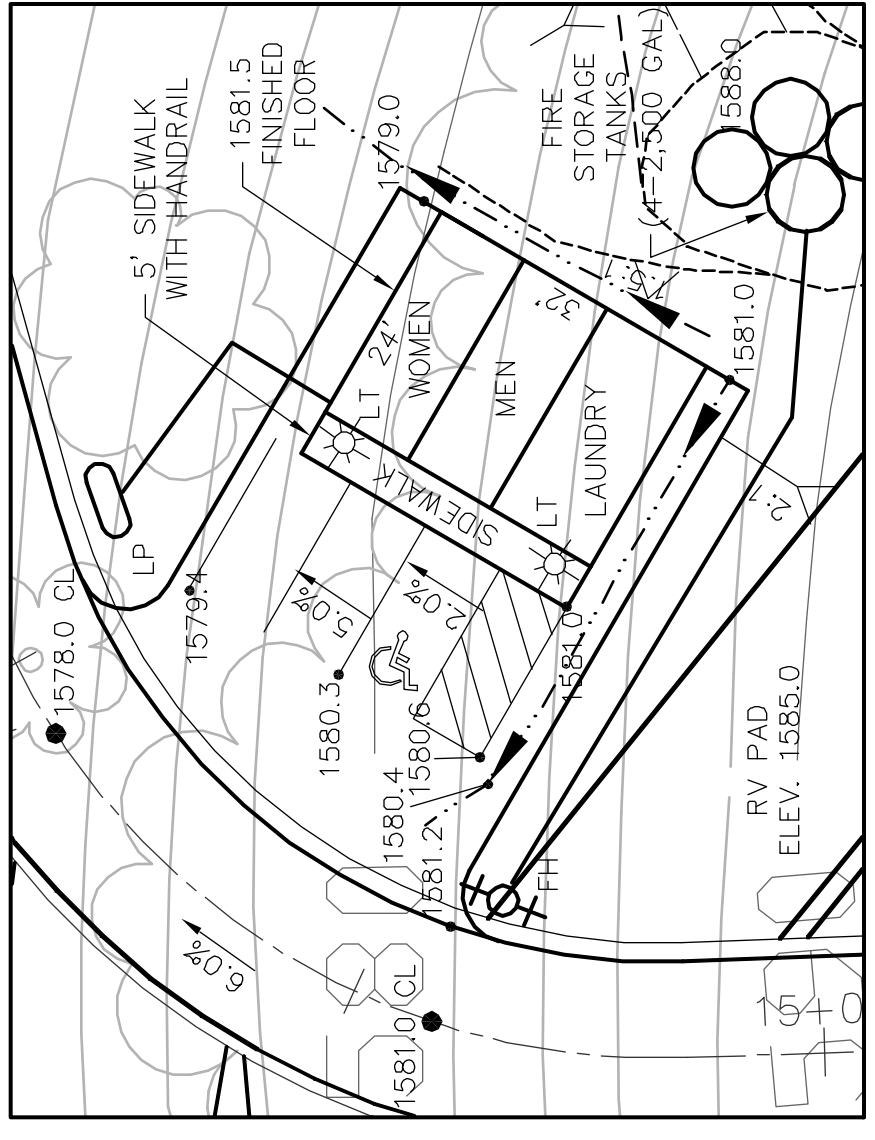 5' SIDEWALK
WITH HANDRAIL
1581.5
FINISHED
FLOOR
1579.0
FIRE
STORAGE
TANKS
(4-2,500 GAL)
1588.0
1.5:1
32'
24'
WOMEN
MEN
LAUNDRY
LT
LT
SIDEWALK
1581.0
2:1
LP
1578.0 CL
1579.4
5.0%
2.0%
1580.3
1580.6
1580.4
1581.0
1581.2
FH
RV PAD
ELEV. 1585.0
6.0%
1581.0 CL
15+0